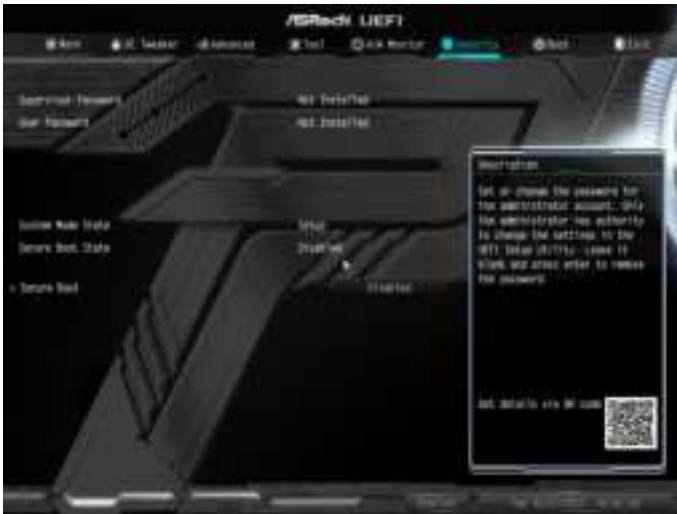 ASRock UEFI
Main OC Tweaker Advanced Tool H/W Monitor Security Boot Exit
Supervisor Password Not Installed
User Password Not Installed
System Mode State Setup
Secure Boot State Disabled
Secure Boot Disabled
Description
Set or change the password for
the administrator account. Only
the administrator has authority
to change the settings in the
UEFI Setup Utility. Leave it
blank and press enter to remove
the password.
Get details via QR code